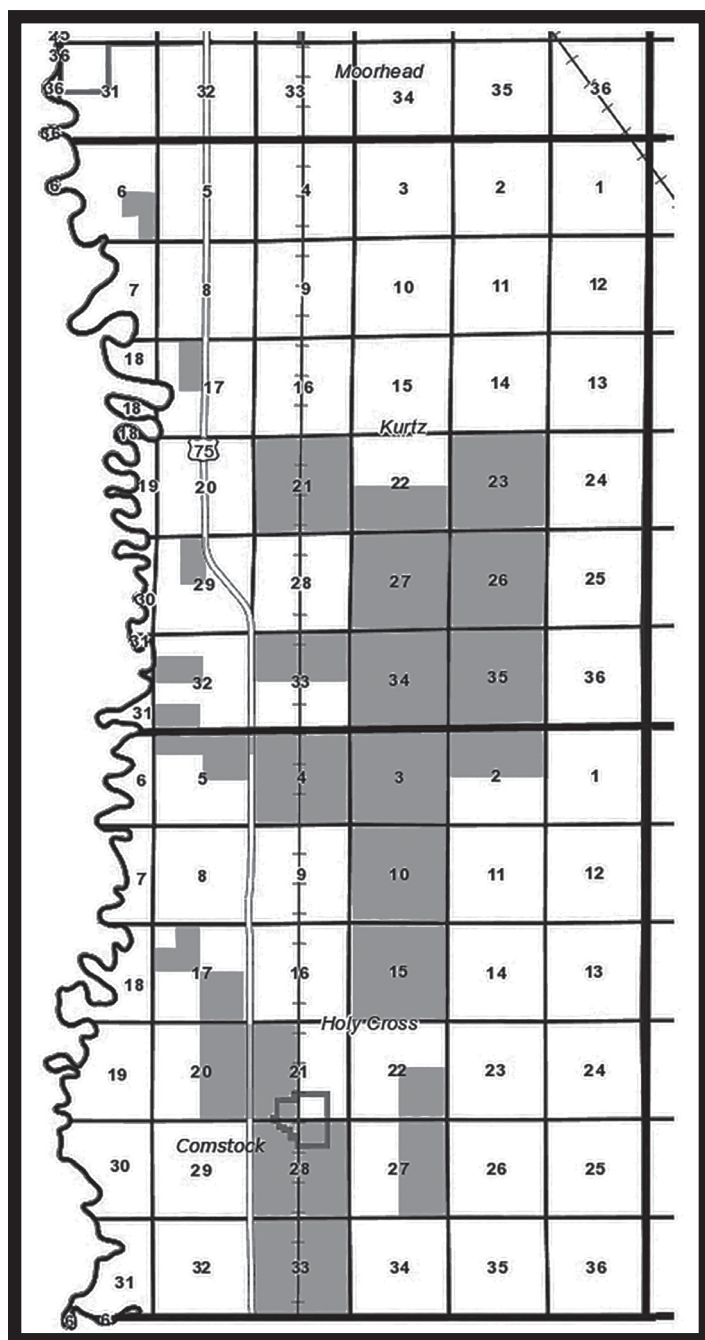 36
Moorhead
36 31 32 33 34 35 36
36
6 6 5 4 3 2 1
7 8 9 10 11 12
18 17 16 15 14 13
18
18 Kurtz
75
19 20 21 22 23 24
30 29 28 27 26 25
31
32 33 34 35 36
31
6 5 4 3 2 1
7 8 9 10 11 12
18 17 16 15 14 13
Holy Cross
19 20 21 22 23 24
Comstock
30 29 28 27 26 25
31 32 33 34 35 36
6 6